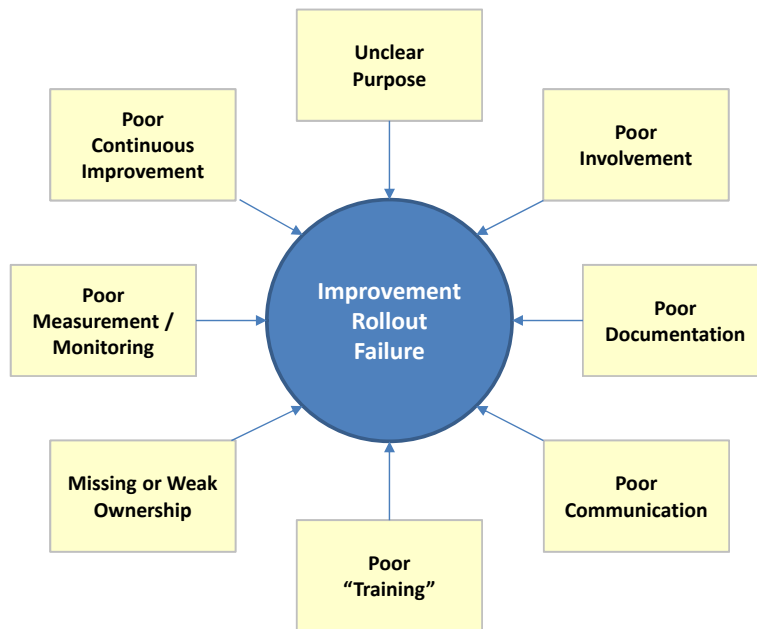 Unclear
Purpose
Poor
Involvement
Poor
Documentation
Poor
Communication
Poor
“Training”
Missing or Weak
Ownership
Poor
Measurement /
Monitoring
Poor
Continuous
Improvement
Improvement
Rollout
Failure